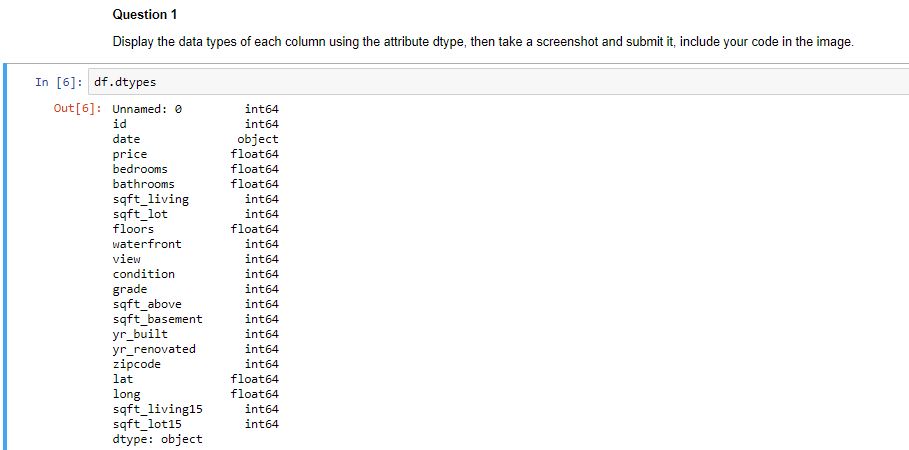 Question 1
Display the data types of each column using the attribute dtype, then take a screenshot and submit it, include your code in the image.
In [6]: df.dtypes
Out[6]: Unnamed: 0 int64
id int64
date object
price float64
bedrooms float64
bathrooms float64
sqft_living int64
sqft_lot int64
floors float64
waterfront int64
view int64
condition int64
grade int64
sqft_above int64
sqft_basement int64
yr_built int64
yr_renovated int64
zipcode int64
lat float64
long float64
sqft_living15 int64
sqft_lot15 int64
dtype: object